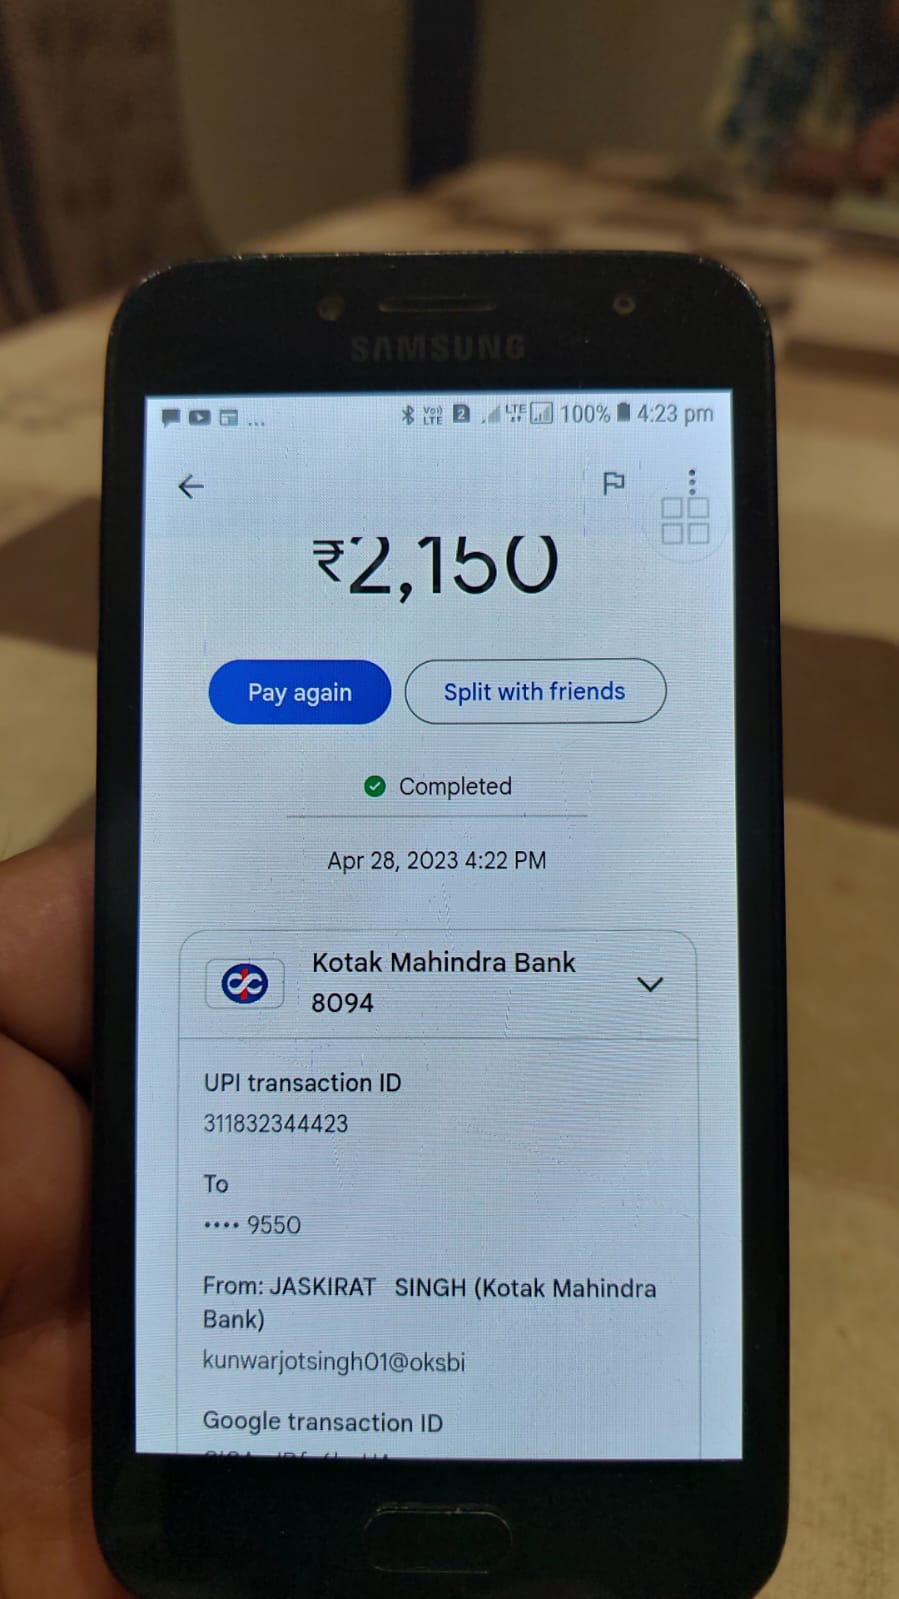 SAMSUNG
... Vo) LTE 2 LTE 100% 4:23 pm
₹2,150
Pay again Split with friends
Completed
Apr 28, 2023 4:22 PM
Kotak Mahindra Bank
8094
UPI transaction ID
311832344423
To
•••• 9550
From: JASKIRAT SINGH (Kotak Mahindra
Bank)
kunwarjotsingh01@oksbi
Google transaction ID